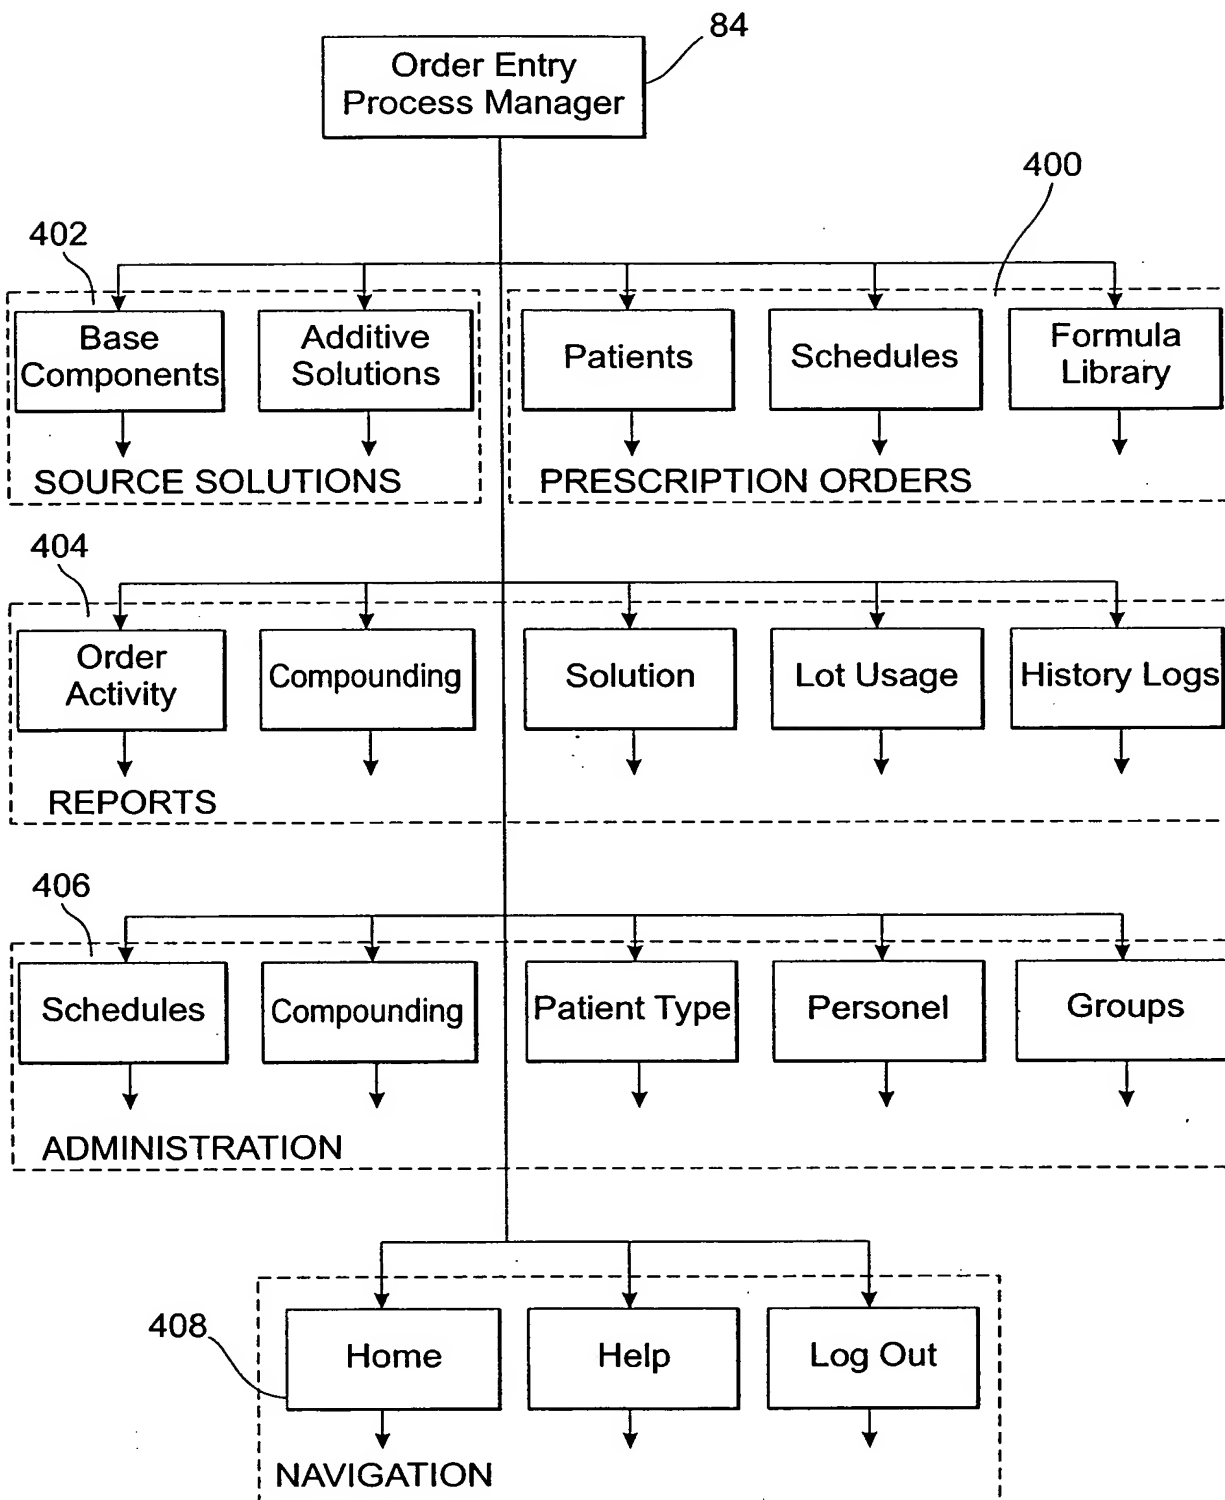 84
Order Entry
Process Manager
400
402
Base
Components
Additive
Solutions
Patients
Schedules
Formula
Library
SOURCE SOLUTIONS
PRESCRIPTION ORDERS
404
Order
Activity
Compounding
Solution
Lot Usage
History Logs
REPORTS
406
Schedules
Compounding
Patient Type
Personel
Groups
ADMINISTRATION
408
Home
Help
Log Out
NAVIGATION